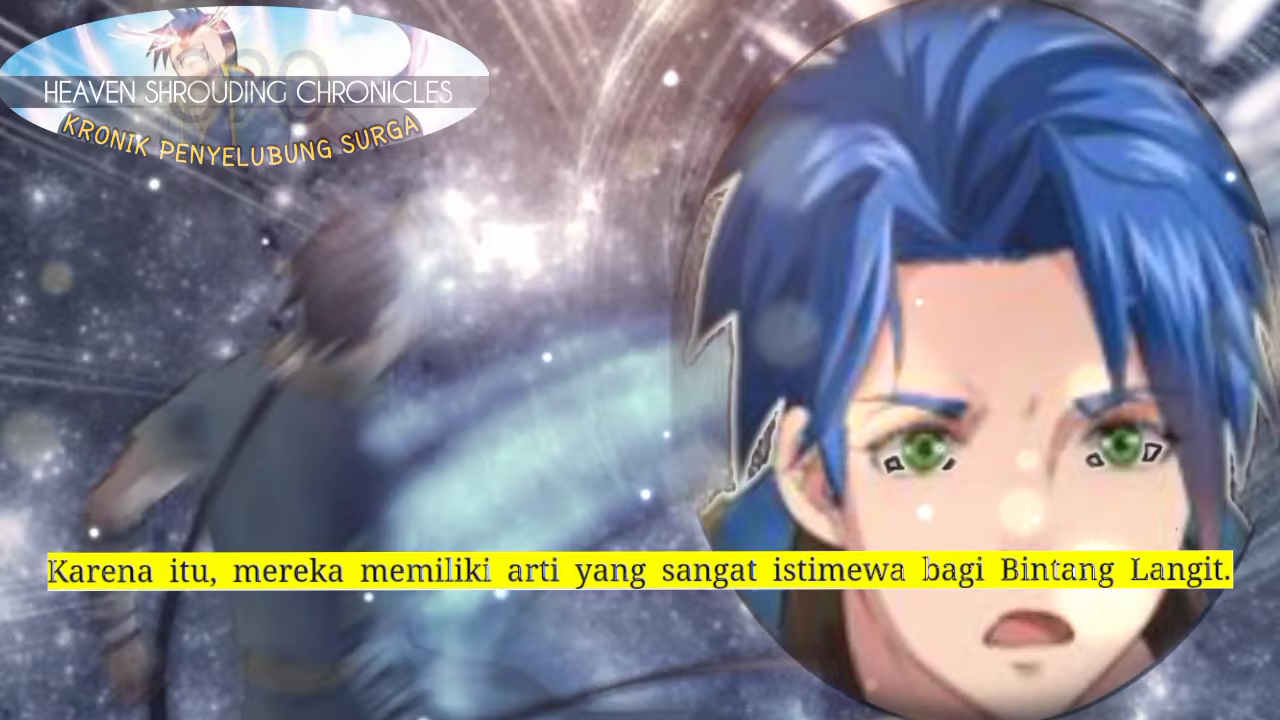 HEAVEN SHROUDING CHRONICLES
KRONIK PENYELUBUNG SURGA
Karena itu, mereka memiliki arti yang sangat istimewa bagi Bintang Langit.